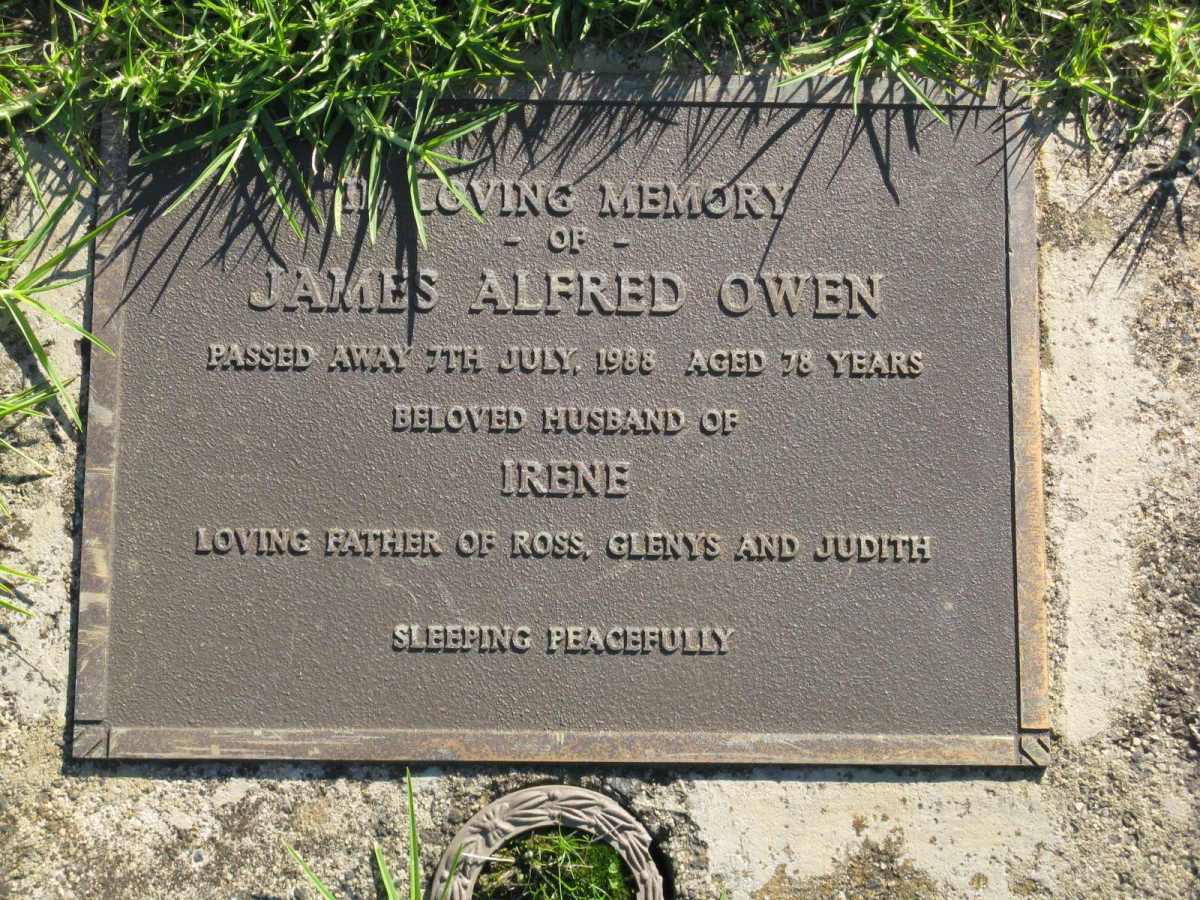 IN LOVING MEMORY
- OF -
JAMES ALFRED OWEN
PASSED AWAY 7TH JULY, 1988 AGED 78 YEARS
BELOVED HUSBAND OF
IRENE
LOVING FATHER OF ROSS, GLENYS AND JUDITH
SLEEPING PEACEFULLY